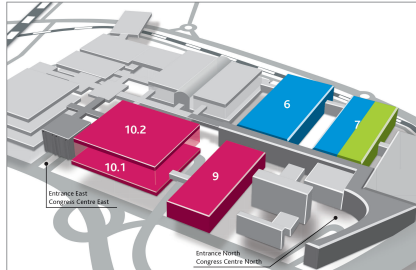 6
7
10.2
10.1
9
Entrance East
Congress Centre East
Entrance North
Congress Centre North